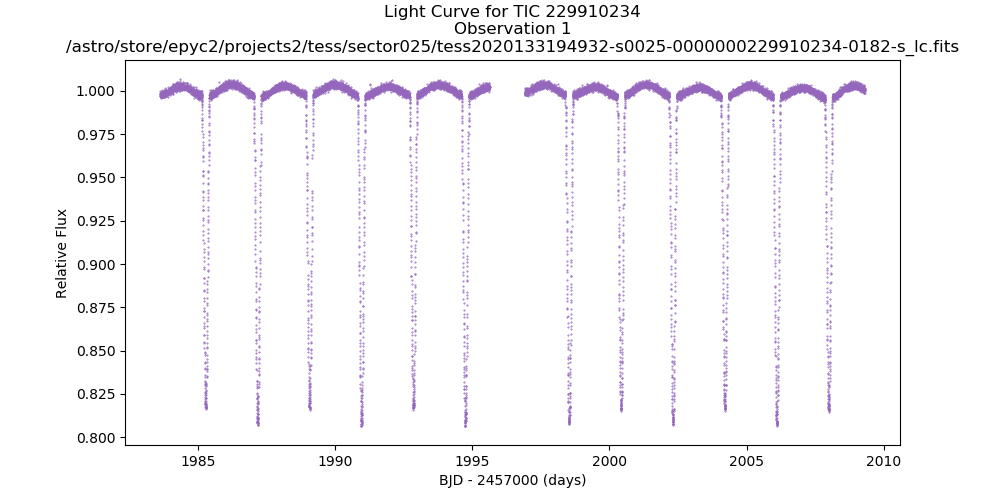 Light Curve for TIC 229910234
Observation 1
/astro/store/epyc2/projects2/tess/sector025/tess2020133194932-s0025-0000000229910234-0182-s_lc.fits
1.000
0.975
0.950
0.925
0.900
0.875
0.850
0.825
0.800
Relative Flux
1985 1990 1995 2000 2005 2010
BJD - 2457000 (days)